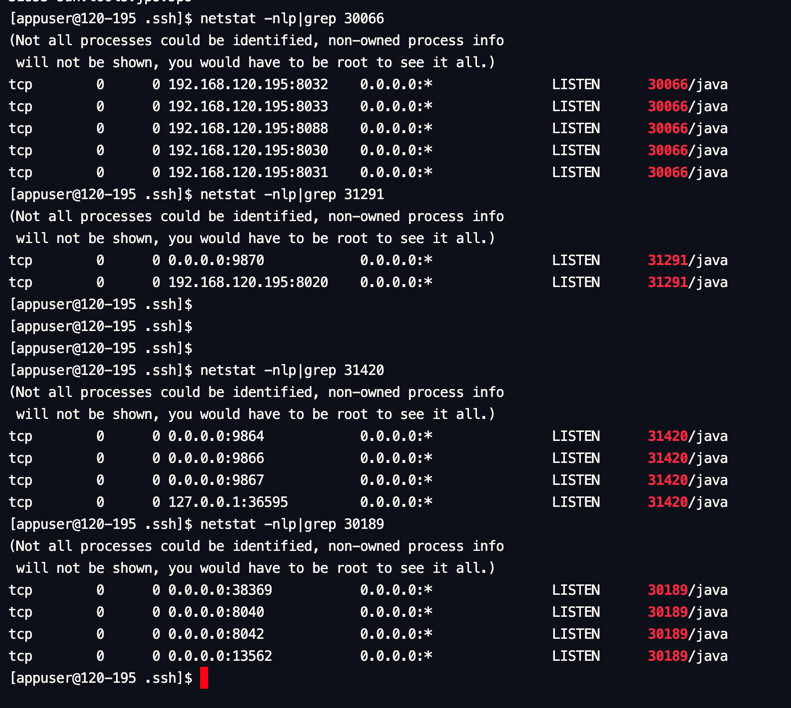 [appuser@120-195 .ssh]$ netstat -nlp|grep 30066
(Not all processes could be identified, non-owned process info
 will not be shown, you would have to be root to see it all.)
tcp        0      0 192.168.120.195:8032    0.0.0.0:*               LISTEN      30066/java
tcp        0      0 192.168.120.195:8033    0.0.0.0:*               LISTEN      30066/java
tcp        0      0 192.168.120.195:8088    0.0.0.0:*               LISTEN      30066/java
tcp        0      0 192.168.120.195:8030    0.0.0.0:*               LISTEN      30066/java
tcp        0      0 192.168.120.195:8031    0.0.0.0:*               LISTEN      30066/java
[appuser@120-195 .ssh]$ netstat -nlp|grep 31291
(Not all processes could be identified, non-owned process info
 will not be shown, you would have to be root to see it all.)
tcp        0      0 0.0.0.0:9870            0.0.0.0:*               LISTEN      31291/java
tcp        0      0 192.168.120.195:8020    0.0.0.0:*               LISTEN      31291/java
[appuser@120-195 .ssh]$
[appuser@120-195 .ssh]$
[appuser@120-195 .ssh]$
[appuser@120-195 .ssh]$ netstat -nlp|grep 31420
(Not all processes could be identified, non-owned process info
 will not be shown, you would have to be root to see it all.)
tcp        0      0 0.0.0.0:9864            0.0.0.0:*               LISTEN      31420/java
tcp        0      0 0.0.0.0:9866            0.0.0.0:*               LISTEN      31420/java
tcp        0      0 0.0.0.0:9867            0.0.0.0:*               LISTEN      31420/java
tcp        0      0 127.0.0.1:36595         0.0.0.0:*               LISTEN      31420/java
[appuser@120-195 .ssh]$ netstat -nlp|grep 30189
(Not all processes could be identified, non-owned process info
 will not be shown, you would have to be root to see it all.)
tcp        0      0 0.0.0.0:38369           0.0.0.0:*               LISTEN      30189/java
tcp        0      0 0.0.0.0:8040            0.0.0.0:*               LISTEN      30189/java
tcp        0      0 0.0.0.0:8042            0.0.0.0:*               LISTEN      30189/java
tcp        0      0 0.0.0.0:13562           0.0.0.0:*               LISTEN      30189/java
[appuser@120-195 .ssh]$